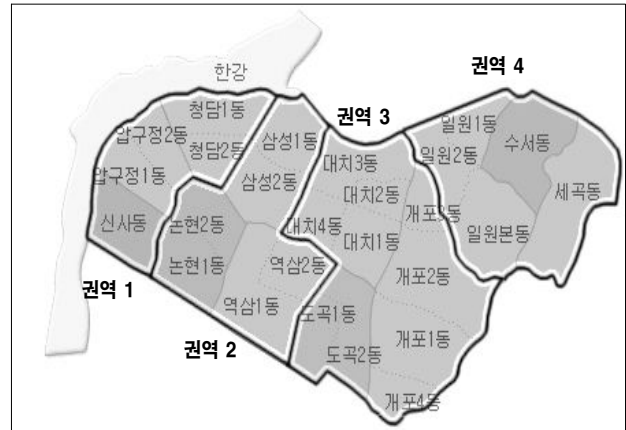 권역 4
한강
권역 3
청담1동
압구정2동
청담2동
삼성1동
일원1동
수서동
일원2동
대치3동
압구정1동
삼성2동
대치2동
세곡동
신사동
논현2동
대치4동
개포3동
일원본동
대치1동
논현1동
역삼2동
개포2동
권역 1
역삼1동
도곡1동
개포1동
권역 2
도곡2동
개포4동